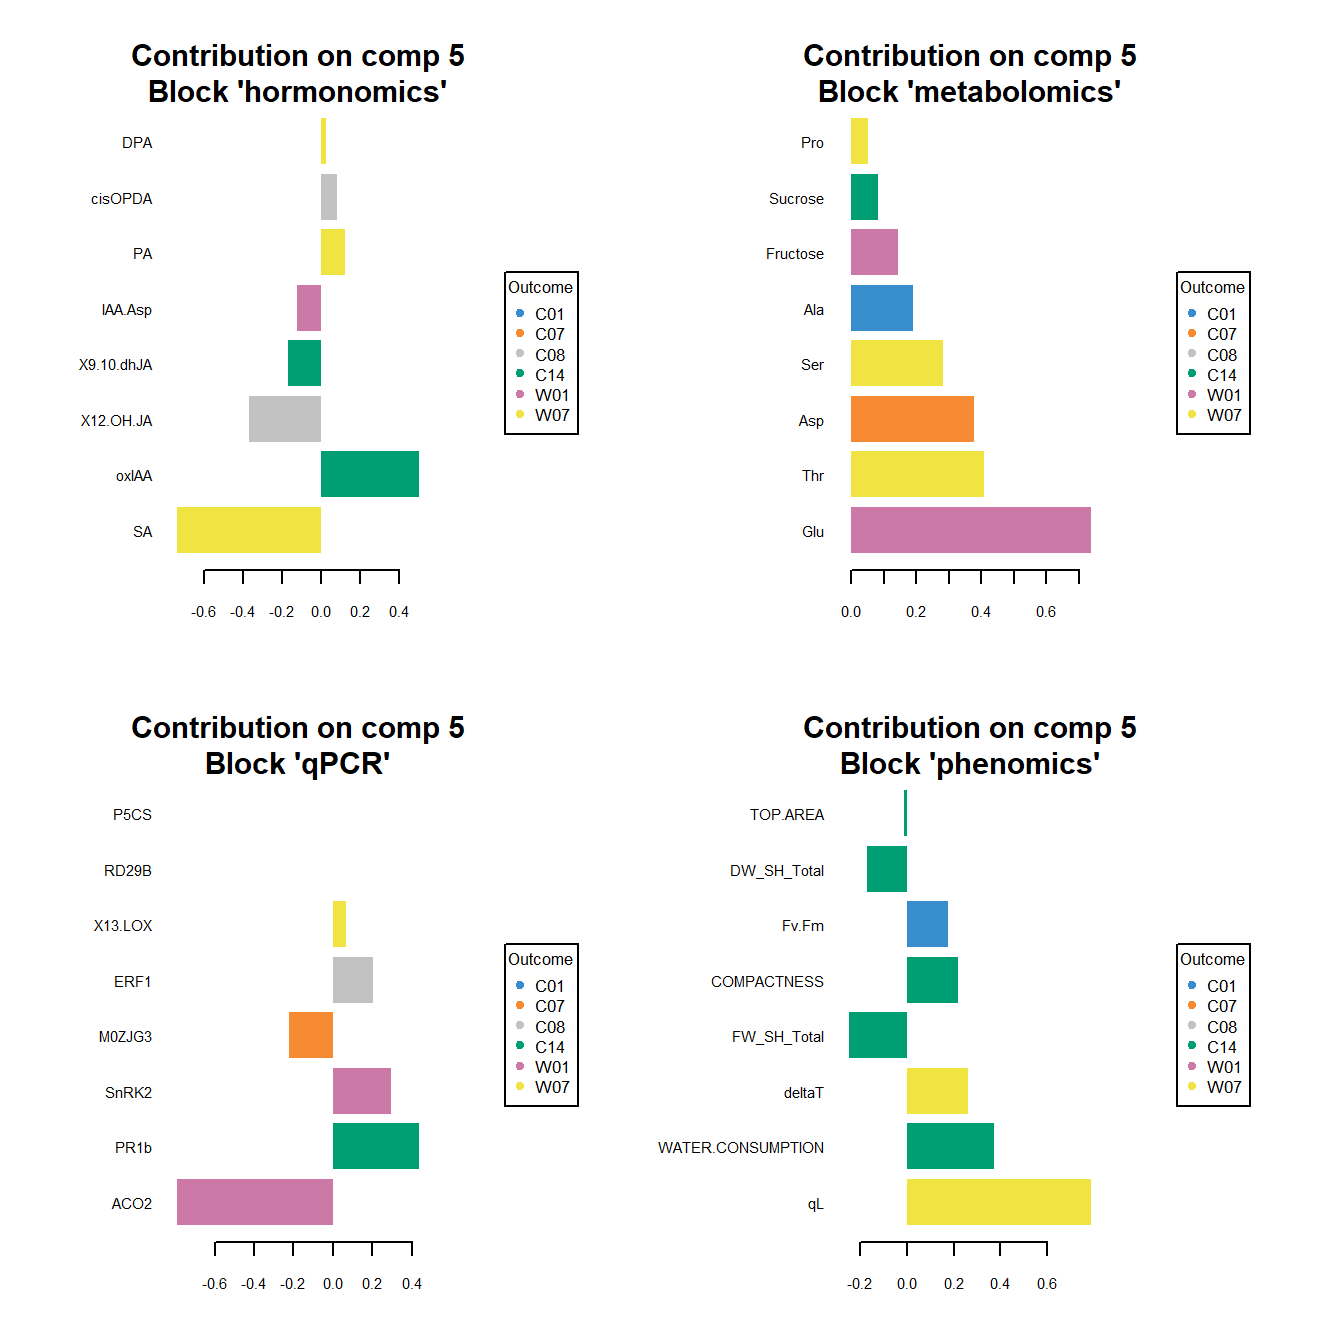 Contribution on comp 5
Block 'hormonomics'
DPA
cisOPDA
PA
IAA.Asp
X9.10.dhJA
X12.OH.JA
oxIAA
SA
-0.6 -0.4 -0.2 0.0 0.2 0.4
Outcome
C01
C07
C08
C14
W01
W07
Contribution on comp 5
Block 'metabolomics'
Pro
Sucrose
Fructose
Ala
Ser
Asp
Thr
Glu
0.0 0.2 0.4 0.6
Outcome
C01
C07
C08
C14
W01
W07
Contribution on comp 5
Block 'qPCR'
P5CS
RD29B
X13.LOX
ERF1
M0ZJG3
SnRK2
PR1b
ACO2
-0.6 -0.4 -0.2 0.0 0.2 0.4
Outcome
C01
C07
C08
C14
W01
W07
Contribution on comp 5
Block 'phenomics'
TOP.AREA
DW_SH_Total
Fv.Fm
COMPACTNESS
FW_SH_Total
deltaT
WATER.CONSUMPTION
qL
-0.2 0.0 0.2 0.4 0.6
Outcome
C01
C07
C08
C14
W01
W07